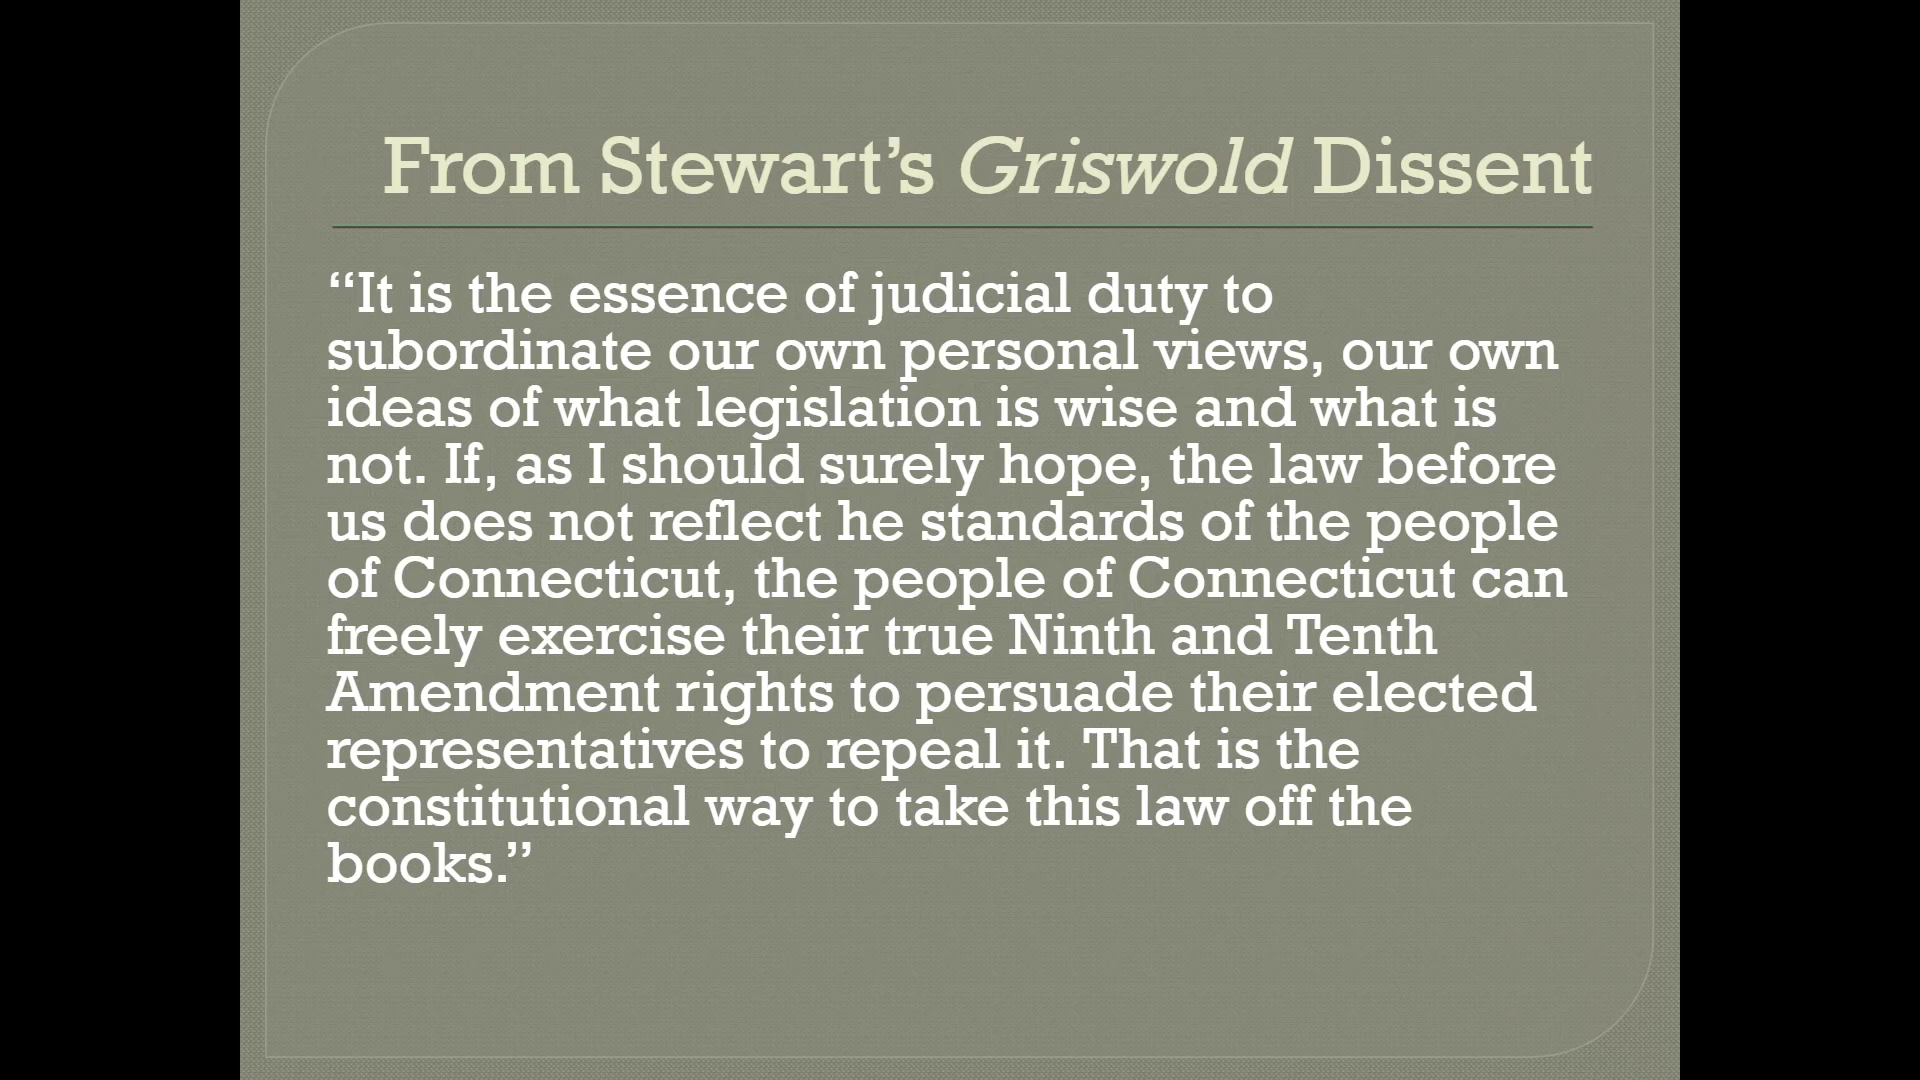 From Stewart’s Griswold Dissent
“It is the essence of judicial duty to
subordinate our own personal views, our own
ideas of what legislation is wise and what is
not. If, as I should surely hope, the law before
us does not reflect he standards of the people
of Connecticut, the people of Connecticut can
freely exercise their true Ninth and Tenth
Amendment rights to persuade their elected
representatives to repeal it. That is the
constitutional way to take this law off the
books.”